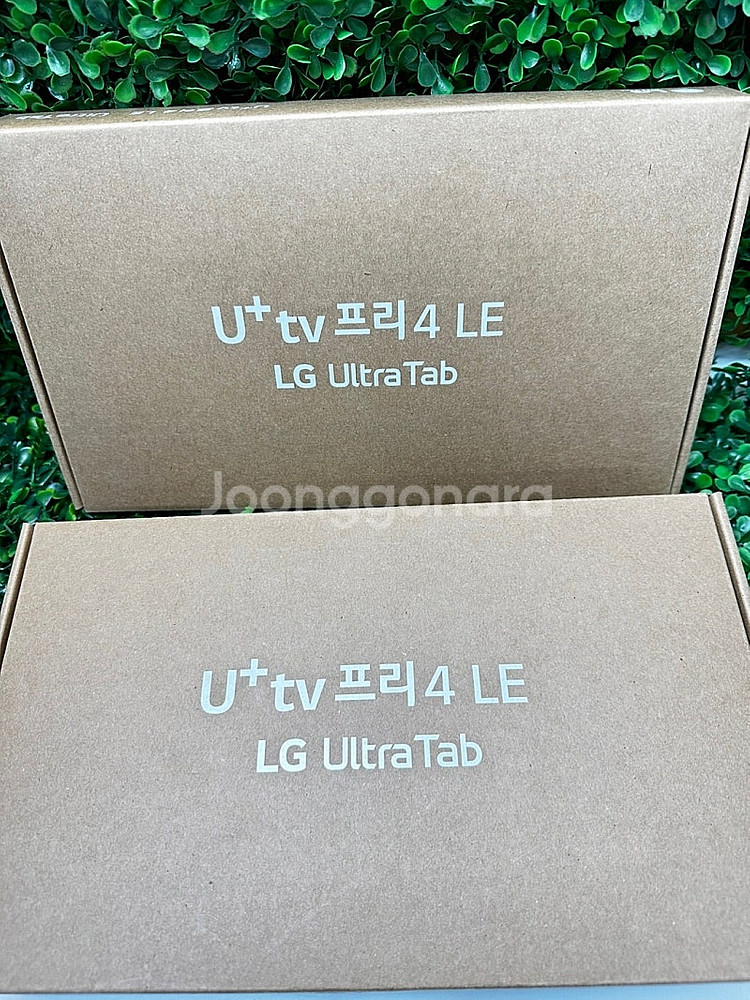 U+tv 프리4 LE
LG UltraTab
Joonggonara
U+tv 프리4 LE
LG UltraTab